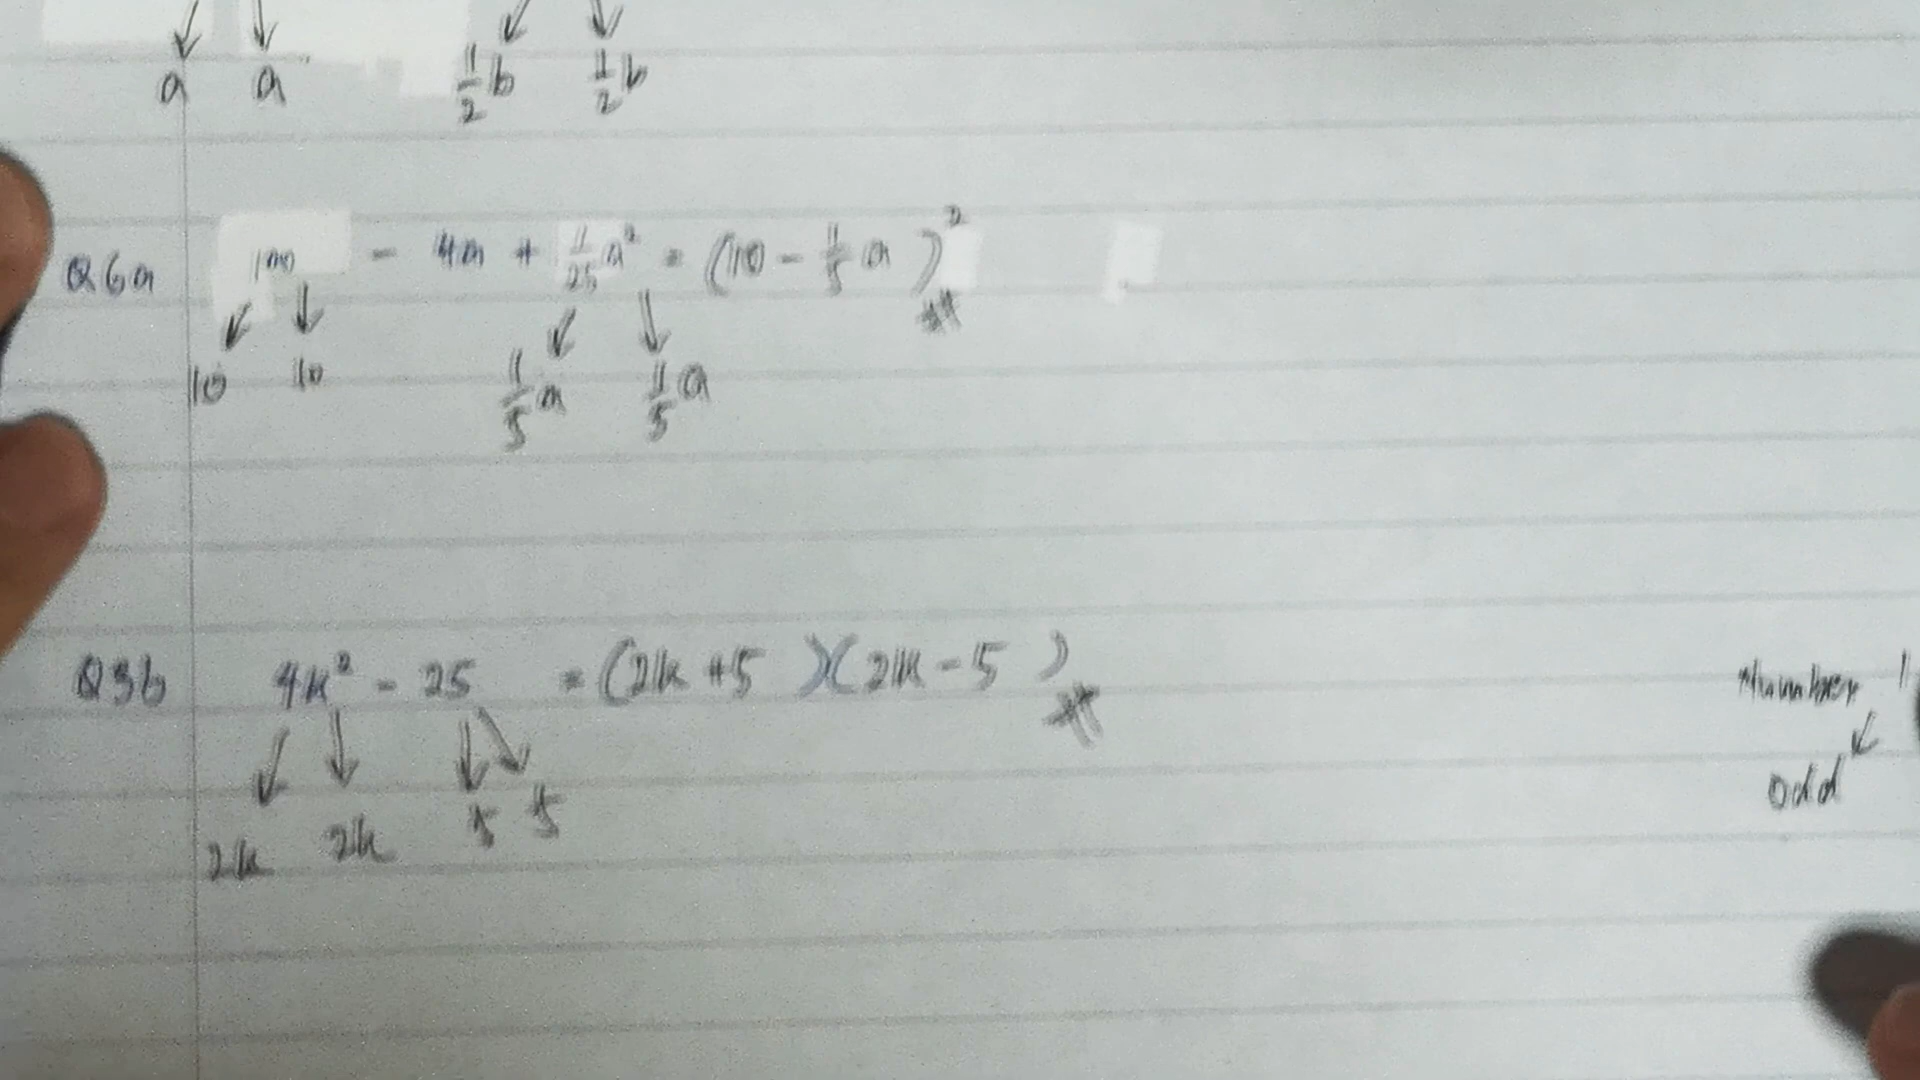 a a 1/2 b 1/2 b
Q6a 100 - 4a + 1/25 a² = (10 - 1/5 a)²
10 10 1/5 a 1/5 a
Q3b 4k² - 25 = (2k + 5)(2k - 5)
Number
odd
2k 2k 5 5